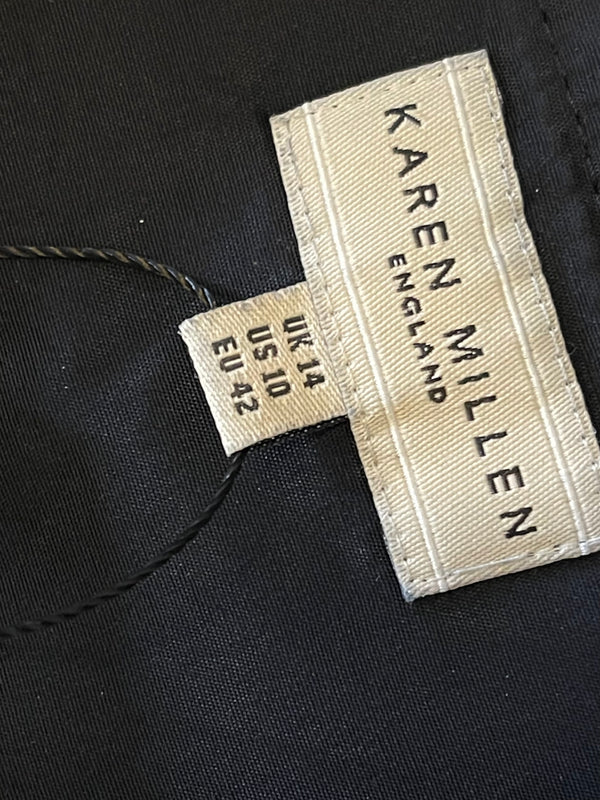 KAREN MILLEN
ENGLAND
UK 14
US 10
EU 42